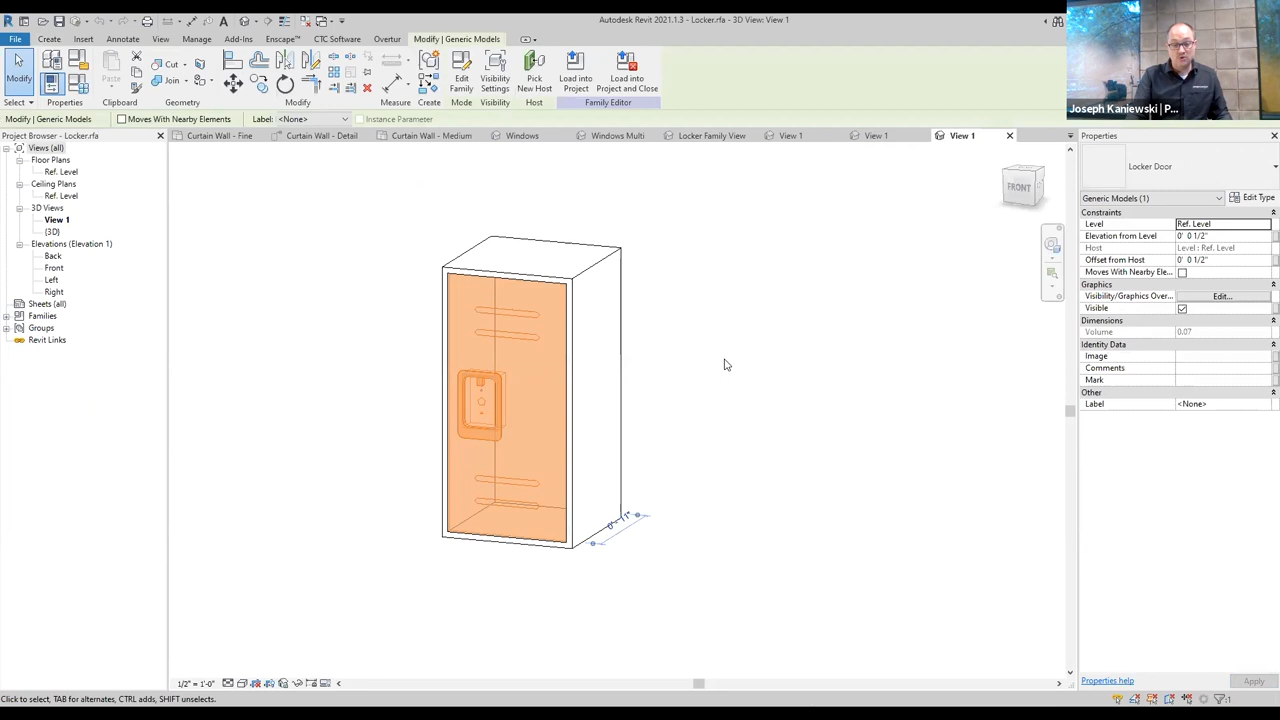 Autodesk Revit 2021.1.3 - Locker.rfa - 3D View: View 1
File Create Insert Annotate View Manage Add-Ins Enscape™ CTC Software Overtur Modify | Generic Models
Modify
Paste
Cut
Join
Edit Family
Visibility Settings
Pick New Host
Load into Project
Load into Project and Close
Select Properties Clipboard Geometry Modify Measure Create Mode Visibility Host Family Editor
Joseph Kaniewski | P...
Modify | Generic Models Moves With Nearby Elements Label: <None> Instance Parameter
Project Browser - Locker.rfa
Curtain Wall - Fine Curtain Wall - Detail Curtain Wall - Medium Windows Windows Multi Locker Family View View 1 View 1 View 1
Views (all)
Floor Plans
Ref. Level
Ceiling Plans
Ref. Level
3D Views
View 1
{3D}
Elevations (Elevation 1)
Back
Front
Left
Right
Sheets (all)
Families
Groups
Revit Links
FRONT
0' - 11"
Properties
Locker Door
Generic Models (1) Edit Type
Constraints
Level Ref. Level
Elevation from Level 0' 0 1/2"
Host Level : Ref. Level
Offset from Host 0' 0 1/2"
Moves With Nearby Ele...
Graphics
Visibility/Graphics Over... Edit...
Visible
Dimensions
Volume 0.07
Identity Data
Image
Comments
Mark
Other
Label <None>
1/2" = 1'-0"
Properties help Apply
Click to select, TAB for alternates, CTRL adds, SHIFT unselects.
:1